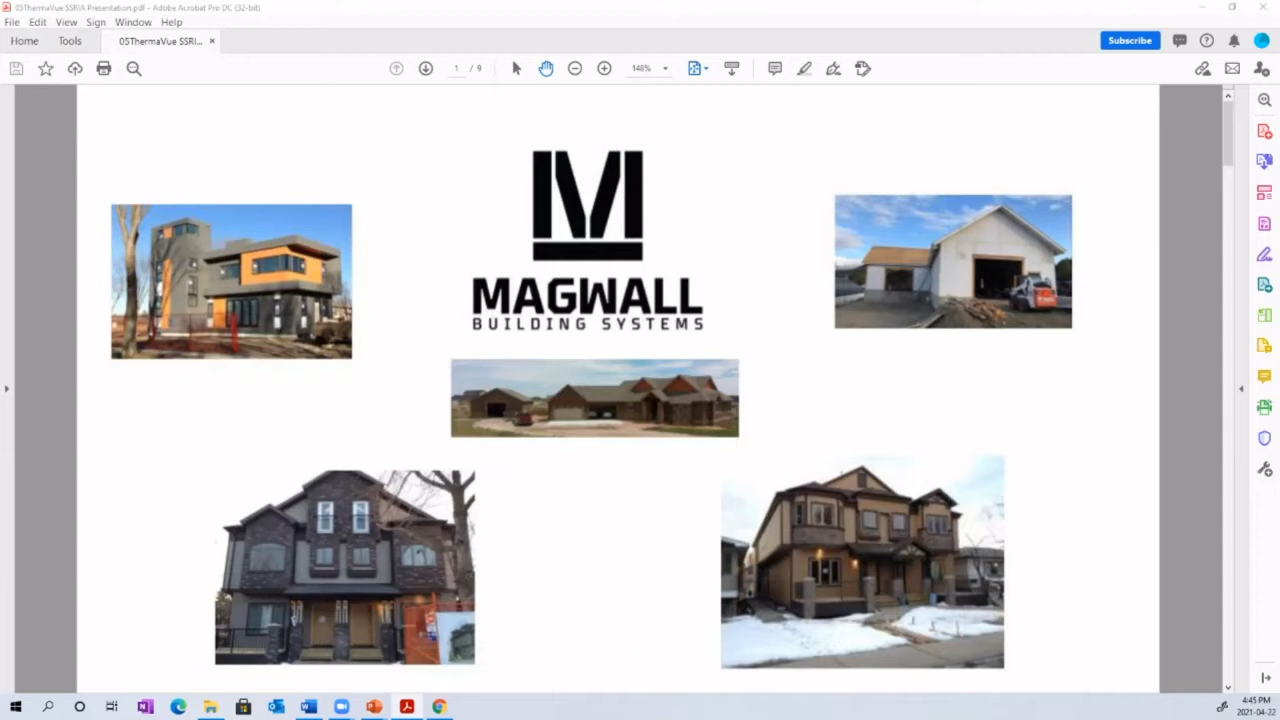 05ThermaVue SSRIA Presentation.pdf - Adobe Acrobat Pro DC (32-bit)
File Edit View Sign Window Help
Home Tools 05ThermaVue SSRI... × Subscribe
1 / 9 148%
MAGWALL
BUILDING SYSTEMS
4:45 PM
2021-04-22